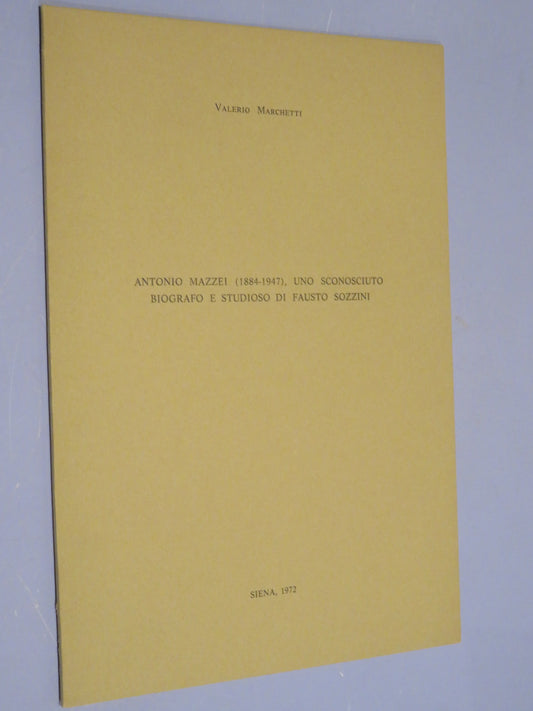 Valerio Marchetti
ANTONIO MAZZEI (1884-1947), UNO SCONOSCIUTO
BIOGRAFO E STUDIOSO DI FAUSTO SOZZINI
SIENA, 1972